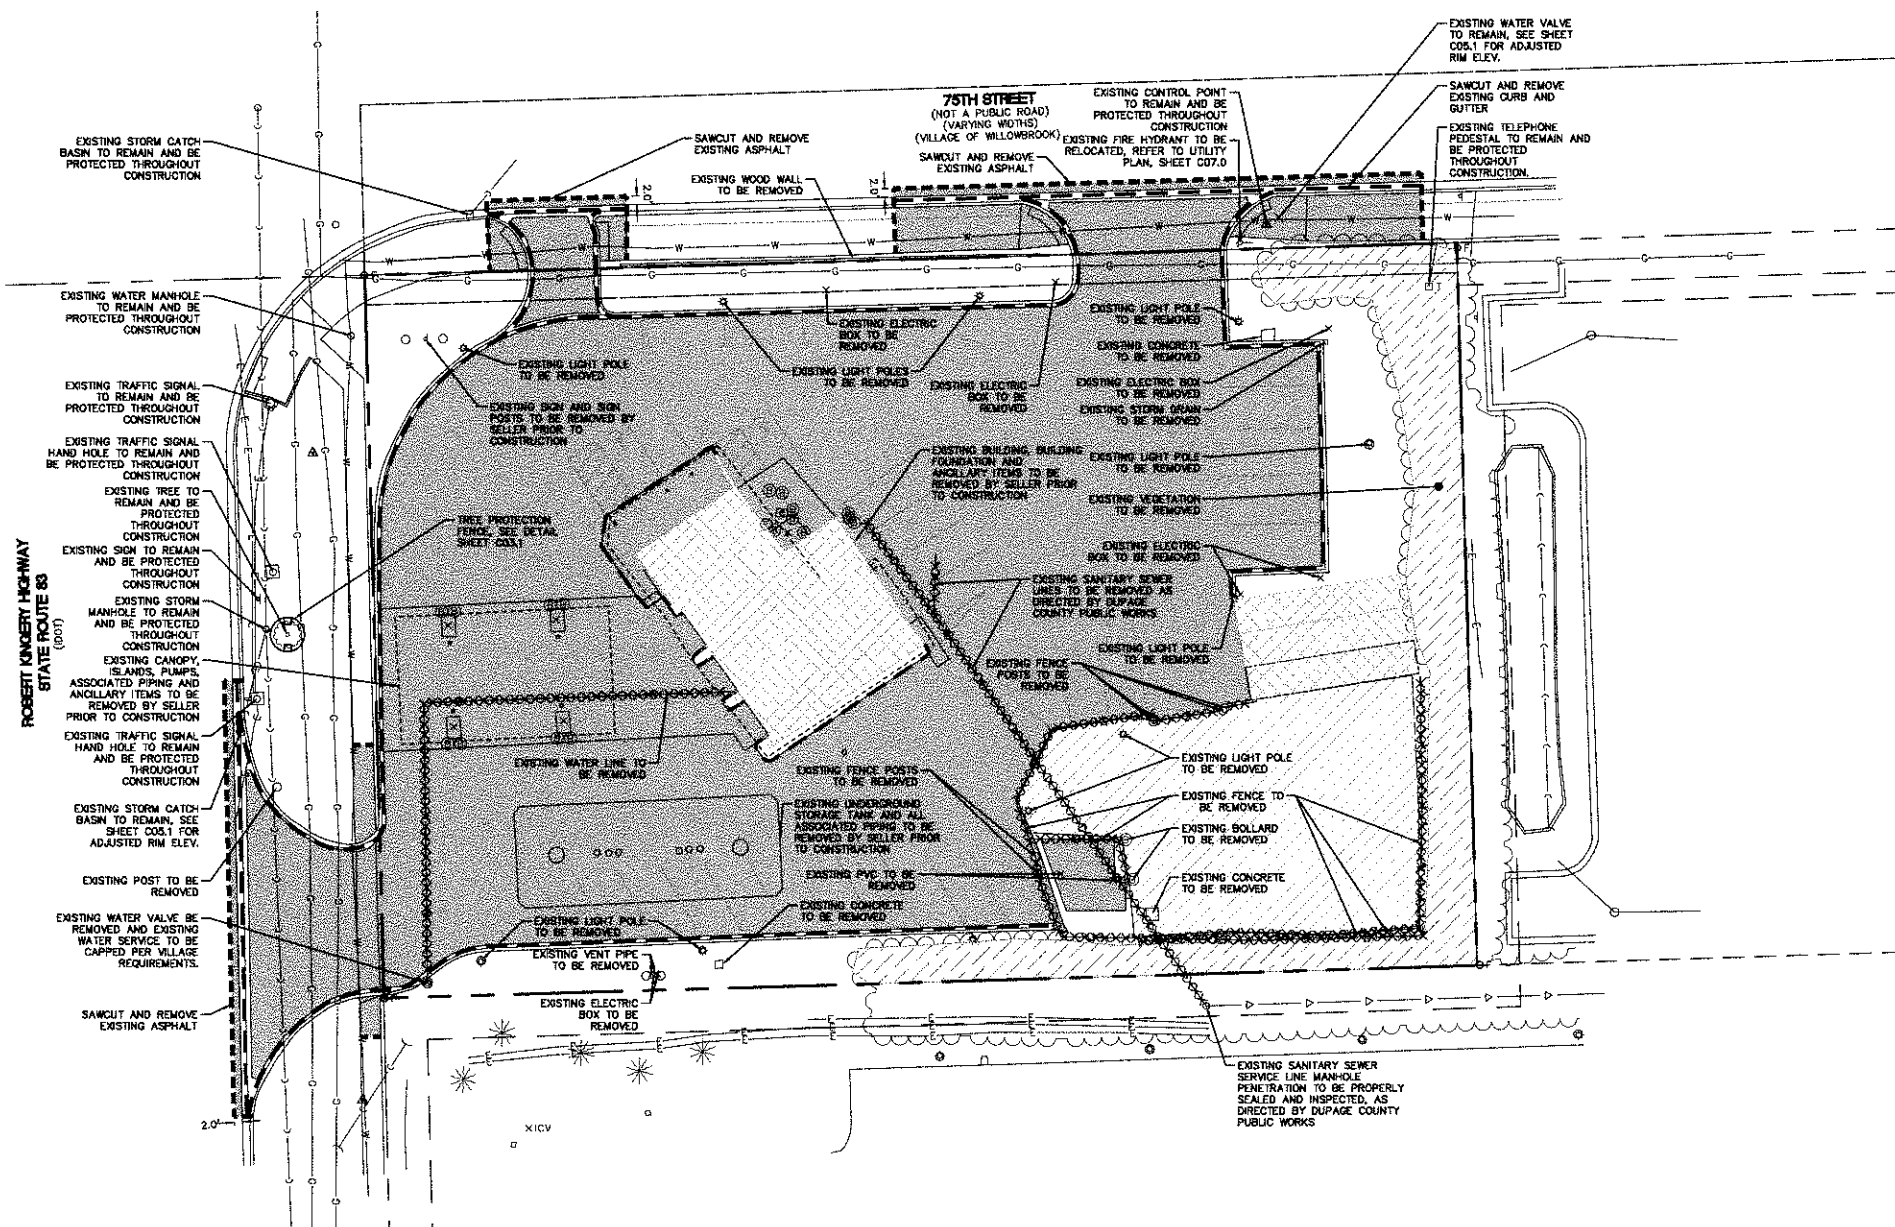 EXISTING WATER VALVE
TO REMAIN, SEE SHEET
C05.1 FOR ADJUSTED
RIM ELEV.
75TH STREET
(NOT A PUBLIC ROAD)
(VARYING WIDTHS)
(VILLAGE OF WILLOWBROOK)
EXISTING CONTROL POINT
TO REMAIN AND BE
PROTECTED THROUGHOUT
CONSTRUCTION
SAWCUT AND REMOVE
EXISTING CURB AND
GUTTER
EXISTING STORM CATCH
BASIN TO REMAIN AND BE
PROTECTED THROUGHOUT
CONSTRUCTION
SAWCUT AND REMOVE
EXISTING ASPHALT
EXISTING FIRE HYDRANT TO BE
RELOCATED, REFER TO UTILITY
PLAN, SHEET C07.0
EXISTING TELEPHONE
PEDESTAL TO REMAIN AND
BE PROTECTED
THROUGHOUT
CONSTRUCTION.
SAWCUT AND REMOVE
EXISTING ASPHALT
EXISTING WOOD WALL
TO BE REMOVED
2.0'
2.0'
EXISTING WATER MANHOLE
TO REMAIN AND BE
PROTECTED THROUGHOUT
CONSTRUCTION
EXISTING ELECTRIC
BOX TO BE
REMOVED
EXISTING LIGHT POLE
TO BE REMOVED
EXISTING CONCRETE
TO BE REMOVED
EXISTING LIGHT POLE
TO BE REMOVED
EXISTING LIGHT POLES
TO BE REMOVED
EXISTING ELECTRIC
BOX TO BE
REMOVED
EXISTING ELECTRIC BOX
TO BE REMOVED
EXISTING STORM DRAIN
TO BE REMOVED
EXISTING TRAFFIC SIGNAL
TO REMAIN AND BE
PROTECTED THROUGHOUT
CONSTRUCTION
EXISTING SIGN AND SIGN
POSTS TO BE REMOVED BY
SELLER PRIOR TO
CONSTRUCTION
EXISTING TRAFFIC SIGNAL
HAND HOLE TO REMAIN AND
BE PROTECTED THROUGHOUT
CONSTRUCTION
EXISTING BUILDING, BUILDING
FOUNDATION AND
ANCILLARY ITEMS TO BE
REMOVED BY SELLER PRIOR
TO CONSTRUCTION
EXISTING LIGHT POLE
TO BE REMOVED
EXISTING TREE TO
REMAIN AND BE
PROTECTED
THROUGHOUT
CONSTRUCTION
EXISTING VEGETATION
TO BE REMOVED
TREE PROTECTION
FENCE, SEE DETAIL
SHEET C03.1
ROBERT KINGERY HIGHWAY
STATE ROUTE 83
(IDOT)
EXISTING SIGN TO REMAIN
AND BE PROTECTED
THROUGHOUT
CONSTRUCTION
EXISTING ELECTRIC
BOX TO BE REMOVED
EXISTING SANITARY SEWER
LINES TO BE REMOVED AS
DIRECTED BY DUPAGE
COUNTY PUBLIC WORKS
EXISTING STORM
MANHOLE TO REMAIN
AND BE PROTECTED
THROUGHOUT
CONSTRUCTION
EXISTING LIGHT POLE
TO BE REMOVED
EXISTING FENCE
POSTS TO BE
REMOVED
EXISTING CANOPY,
ISLANDS, PUMPS,
ASSOCIATED PIPING AND
ANCILLARY ITEMS TO BE
REMOVED BY SELLER
PRIOR TO CONSTRUCTION
EXISTING TRAFFIC SIGNAL
HAND HOLE TO REMAIN
AND BE PROTECTED
THROUGHOUT
CONSTRUCTION
EXISTING WATER LINE TO
BE REMOVED
EXISTING FENCE POSTS
TO BE REMOVED
EXISTING LIGHT POLE
TO BE REMOVED
EXISTING FENCE TO
BE REMOVED
EXISTING STORM CATCH
BASIN TO REMAIN, SEE
SHEET C05.1 FOR
ADJUSTED RIM ELEV.
EXISTING UNDERGROUND
STORAGE TANK AND ALL
ASSOCIATED PIPING TO BE
REMOVED BY SELLER PRIOR
TO CONSTRUCTION
EXISTING BOLLARD
TO BE REMOVED
EXISTING POST TO BE
REMOVED
EXISTING PVC TO BE
REMOVED
EXISTING CONCRETE
TO BE REMOVED
EXISTING WATER VALVE BE
REMOVED AND EXISTING
WATER SERVICE TO BE
CAPPED PER VILLAGE
REQUIREMENTS.
EXISTING LIGHT POLE
TO BE REMOVED
EXISTING CONCRETE
TO BE REMOVED
EXISTING VENT PIPE
TO BE REMOVED
EXISTING ELECTRIC
BOX TO BE
REMOVED
SAWCUT AND REMOVE
EXISTING ASPHALT
2.0'
XICV
EXISTING SANITARY SEWER
SERVICE LINE MANHOLE
PENETRATION TO BE PROPERLY
SEALED AND INSPECTED, AS
DIRECTED BY DUPAGE COUNTY
PUBLIC WORKS